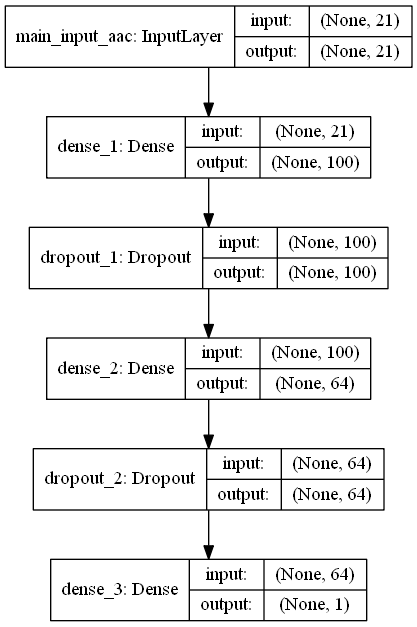 main_input_aac: InputLayer
input: (None, 21)
output: (None, 21)
dense_1: Dense
input: (None, 21)
output: (None, 100)
dropout_1: Dropout
input: (None, 100)
output: (None, 100)
dense_2: Dense
input: (None, 100)
output: (None, 64)
dropout_2: Dropout
input: (None, 64)
output: (None, 64)
dense_3: Dense
input: (None, 64)
output: (None, 1)